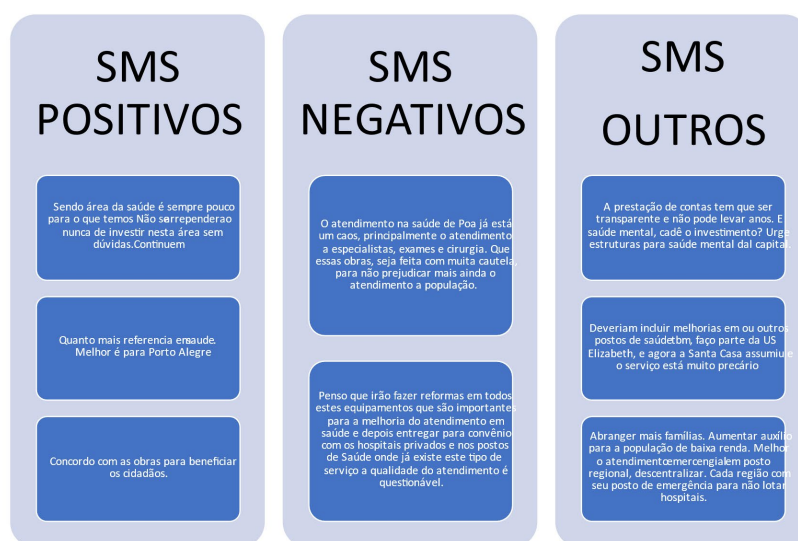 SMS
POSITIVOS
Sendo área da saúde é sempre pouco
para o que temos Não se arrependerao
nunca de investir nesta área sem
dúvidas.Continuem
Quanto mais referencia em saude.
Melhor é para Porto Alegre
Concordo com as obras para beneficiar
os cidadãos.
SMS
NEGATIVOS
O atendimento na saúde de Poa já está
um caos, principalmente o atendimento
a especialistas, exames e cirurgia. Que
essas obras, seja feita com muita cautela,
para não prejudicar mais ainda o
atendimento a população.
Penso que irão fazer reformas em todos
estes equipamentos que são importantes
para a melhoria do atendimento em
saúde e depois entregar para convênio
com os hospitais privados e nos postos
de Saúde onde já existe este tipo de
serviço a qualidade do atendimento é
questionável.
SMS
OUTROS
A prestação de contas tem que ser
transparente e não pode levar anos. E
saúde mental, cadê o investimento? Urge
estruturas para saúde mental dal capital.
Deveriam incluir melhorias em ou outros
postos de saúde tbm, faço parte da US
Elizabeth, e agora a Santa Casa assumiu e
o serviço está muito precário
Abranger mais famílias. Aumentar auxílio
para a população de baixa renda. Melhor
o atendimento em posto
regional, descentralizar. Cada região com
seu posto de emergência para não lotar
hospitais.